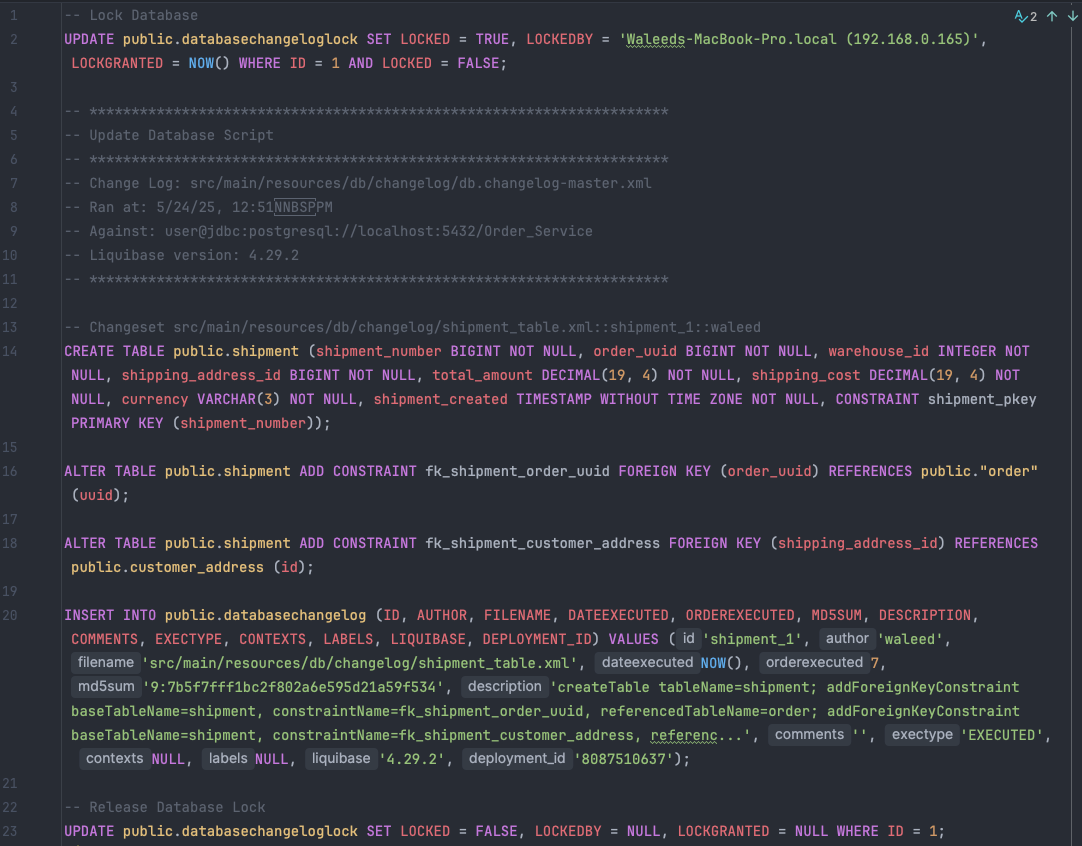 1 -- Lock Database
2 2 UPDATE public.databasechangeloglock SET LOCKED = TRUE, LOCKEDBY = 'Waleeds-MacBook-Pro.local (192.168.0.165)',
LOCKGRANTED = NOW() WHERE ID = 1 AND LOCKED = FALSE;
3
4 -- *********************************************************************
5 -- Update Database Script
6 -- *********************************************************************
7 -- Change Log: src/main/resources/db/changelog/db.changelog-master.xml
8 -- Ran at: 5/24/25, 12:51NNBSPPM
9 -- Against: user@jdbc:postgresql://localhost:5432/Order_Service
10 -- Liquibase version: 4.29.2
11 -- *********************************************************************
12
13 -- Changeset src/main/resources/db/changelog/shipment_table.xml::shipment_1::waleed
14 CREATE TABLE public.shipment (shipment_number BIGINT NOT NULL, order_uuid BIGINT NOT NULL, warehouse_id INTEGER NOT
NULL, shipping_address_id BIGINT NOT NULL, total_amount DECIMAL(19, 4) NOT NULL, shipping_cost DECIMAL(19, 4) NOT
NULL, currency VARCHAR(3) NOT NULL, shipment_created TIMESTAMP WITHOUT TIME ZONE NOT NULL, CONSTRAINT shipment_pkey
PRIMARY KEY (shipment_number));
15
16 ALTER TABLE public.shipment ADD CONSTRAINT fk_shipment_order_uuid FOREIGN KEY (order_uuid) REFERENCES public."order"
(uuid);
17
18 ALTER TABLE public.shipment ADD CONSTRAINT fk_shipment_customer_address FOREIGN KEY (shipping_address_id) REFERENCES
public.customer_address (id);
19
20 INSERT INTO public.databasechangelog (ID, AUTHOR, FILENAME, DATEEXECUTED, ORDEREXECUTED, MD5SUM, DESCRIPTION,
COMMENTS, EXECTYPE, CONTEXTS, LABELS, LIQUIBASE, DEPLOYMENT_ID) VALUES ( id 'shipment_1', author 'waleed',
filename 'src/main/resources/db/changelog/shipment_table.xml', dateexecuted NOW(), orderexecuted 7,
md5sum '9:7b5f7fff1bc2f802a6e595d21a59f534', description 'createTable tableName=shipment; addForeignKeyConstraint
baseTableName=shipment, constraintName=fk_shipment_order_uuid, referencedTableName=order; addForeignKeyConstraint
baseTableName=shipment, constraintName=fk_shipment_customer_address, referenc...', comments '', exectype 'EXECUTED',
contexts NULL, labels NULL, liquibase '4.29.2', deployment_id '8087510637');
21
22 -- Release Database Lock
23 UPDATE public.databasechangeloglock SET LOCKED = FALSE, LOCKEDBY = NULL, LOCKGRANTED = NULL WHERE ID = 1;